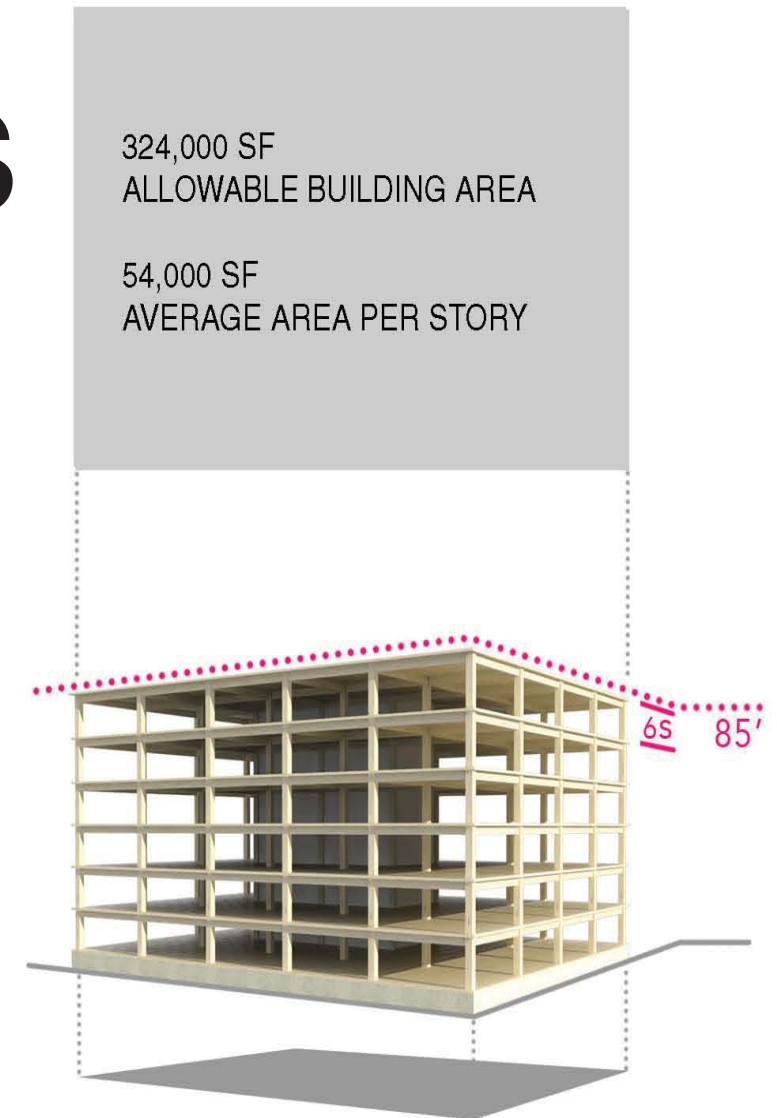 S
324,000 SF
ALLOWABLE BUILDING AREA
54,000 SF
AVERAGE AREA PER STORY
6S
85'